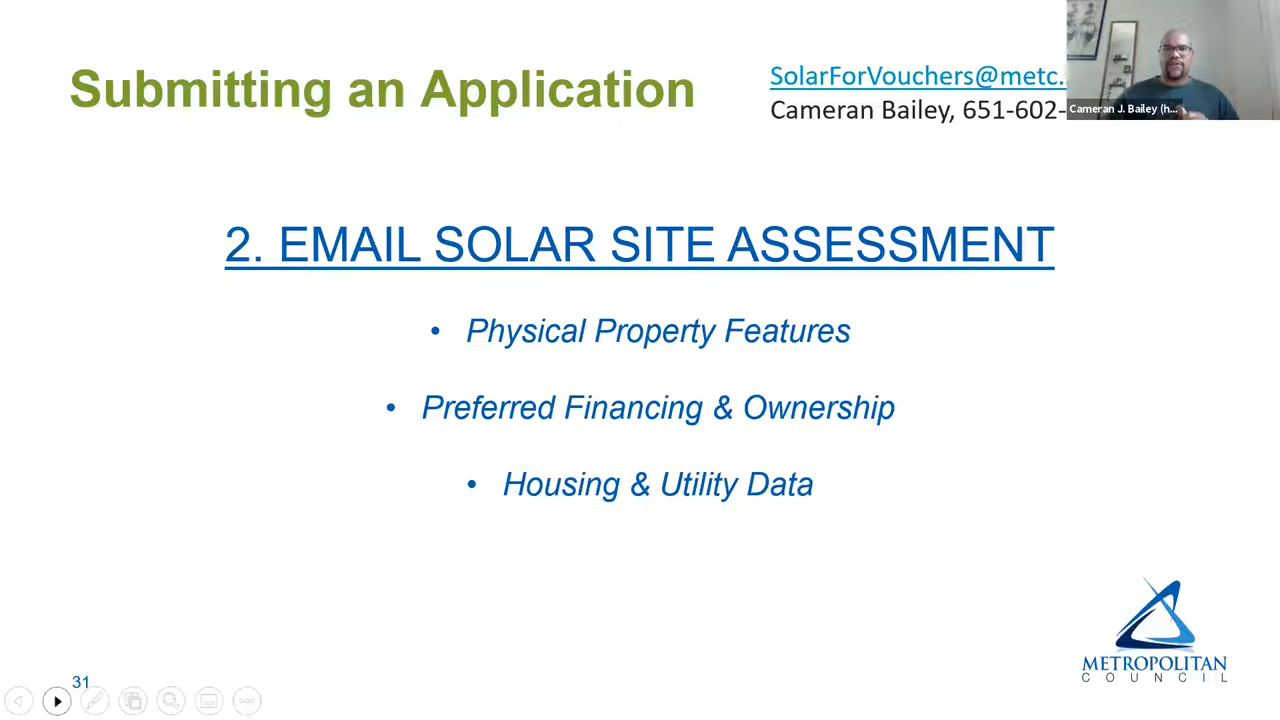 Submitting an Application
SolarForVouchers@metc.
Cameran Bailey, 651-602-
Cameran J. Bailey (h...
2. EMAIL SOLAR SITE ASSESSMENT
• Physical Property Features
• Preferred Financing & Ownership
• Housing & Utility Data
METROPOLITAN
COUNCIL
31